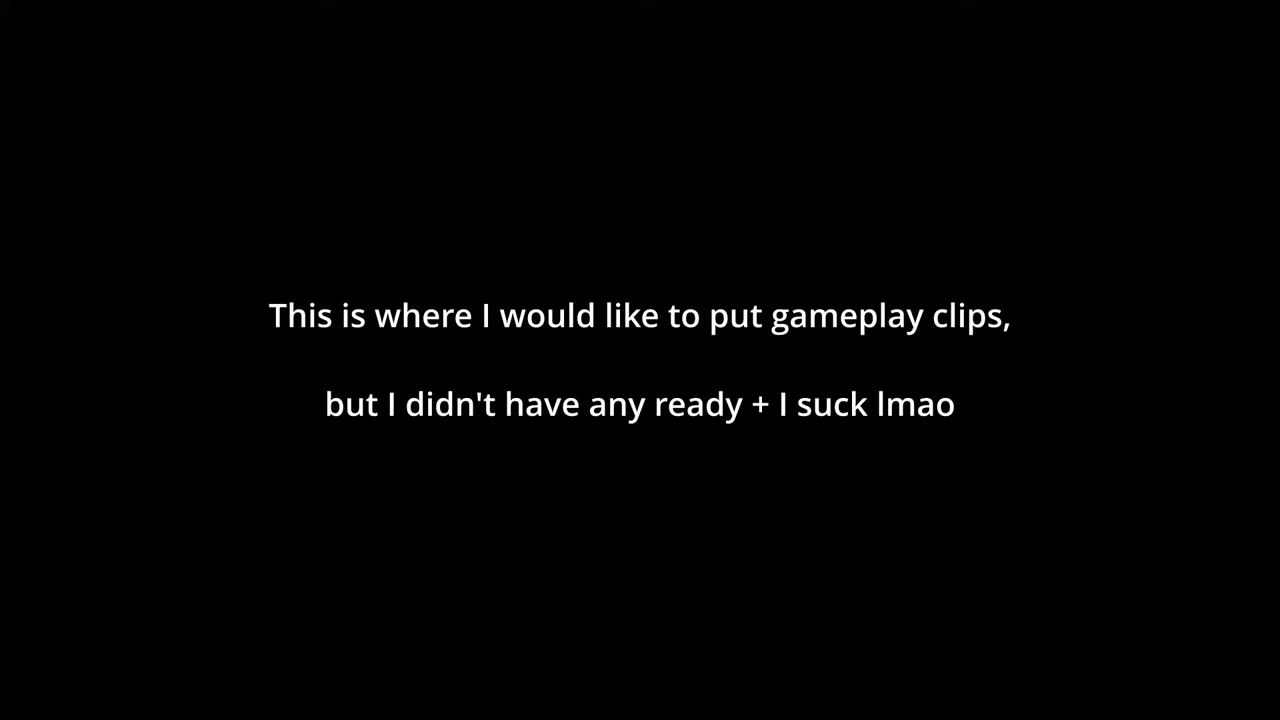 This is where I would like to put gameplay clips,
but I didn't have any ready + I suck lmao